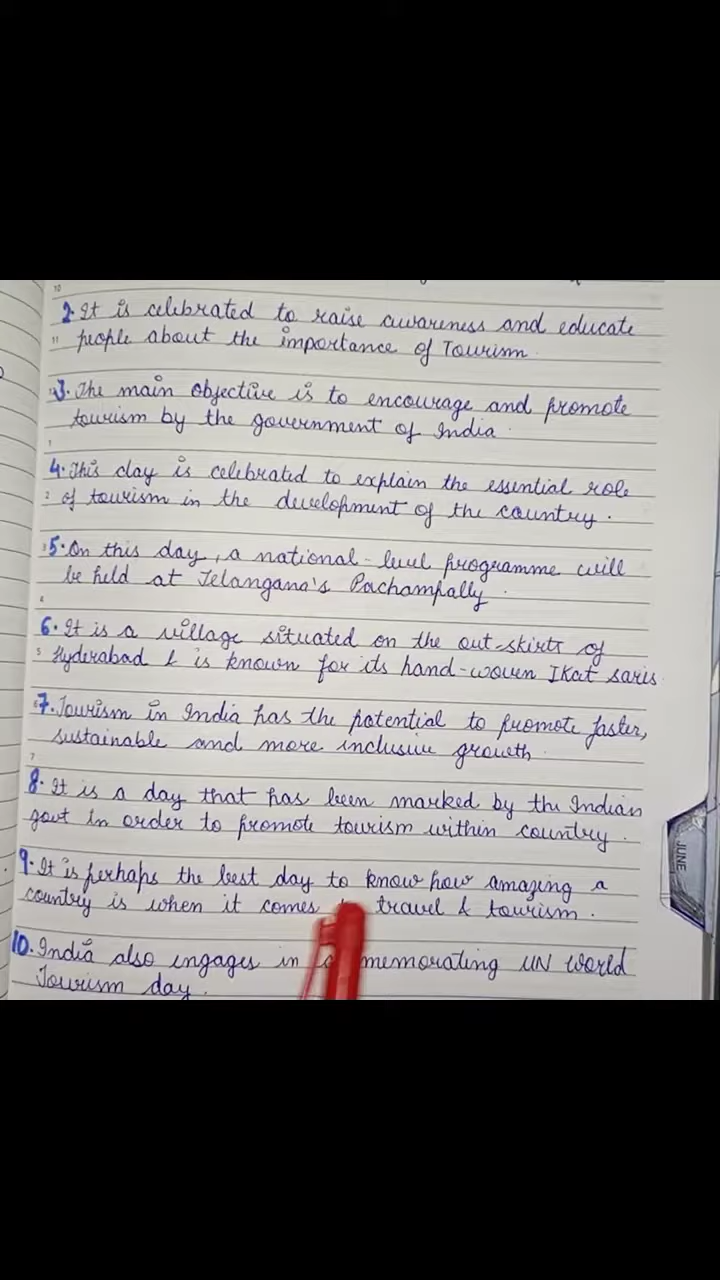 2. It is celebrated to raise awareness and educate
people about the importance of Tourism.
3. The main objective is to encourage and promote
tourism by the government of India.
4. This day is celebrated to explain the essential role
of tourism in the development of the country.
5. On this day, a national-level programme will
be held at Telangana's Pachampally.
6. It is a village situated on the out-skirts of
Hyderabad & is known for its hand-woven IKat saris
7. Tourism in India has the potential to promote faster,
sustainable and more inclusive growth
8. It is a day that has been marked by the Indian
govt in order to promote tourism within country.
9. It is perhaps the best day to know how amazing a
country is when it comes travel & tourism.
10. India also engages in memorating UN World
Tourism day.
JUNE